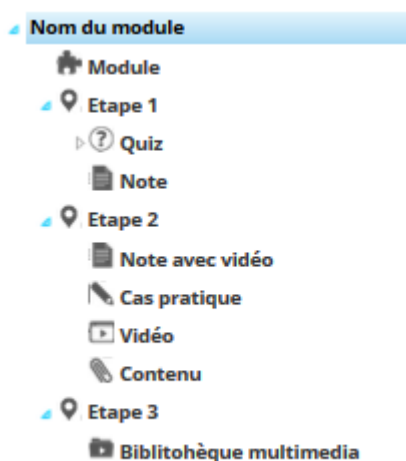 Nom du module
Module
Etape 1
Quiz
Note
Etape 2
Note avec vidéo
Cas pratique
Vidéo
Contenu
Etape 3
Biblitohèque multimedia